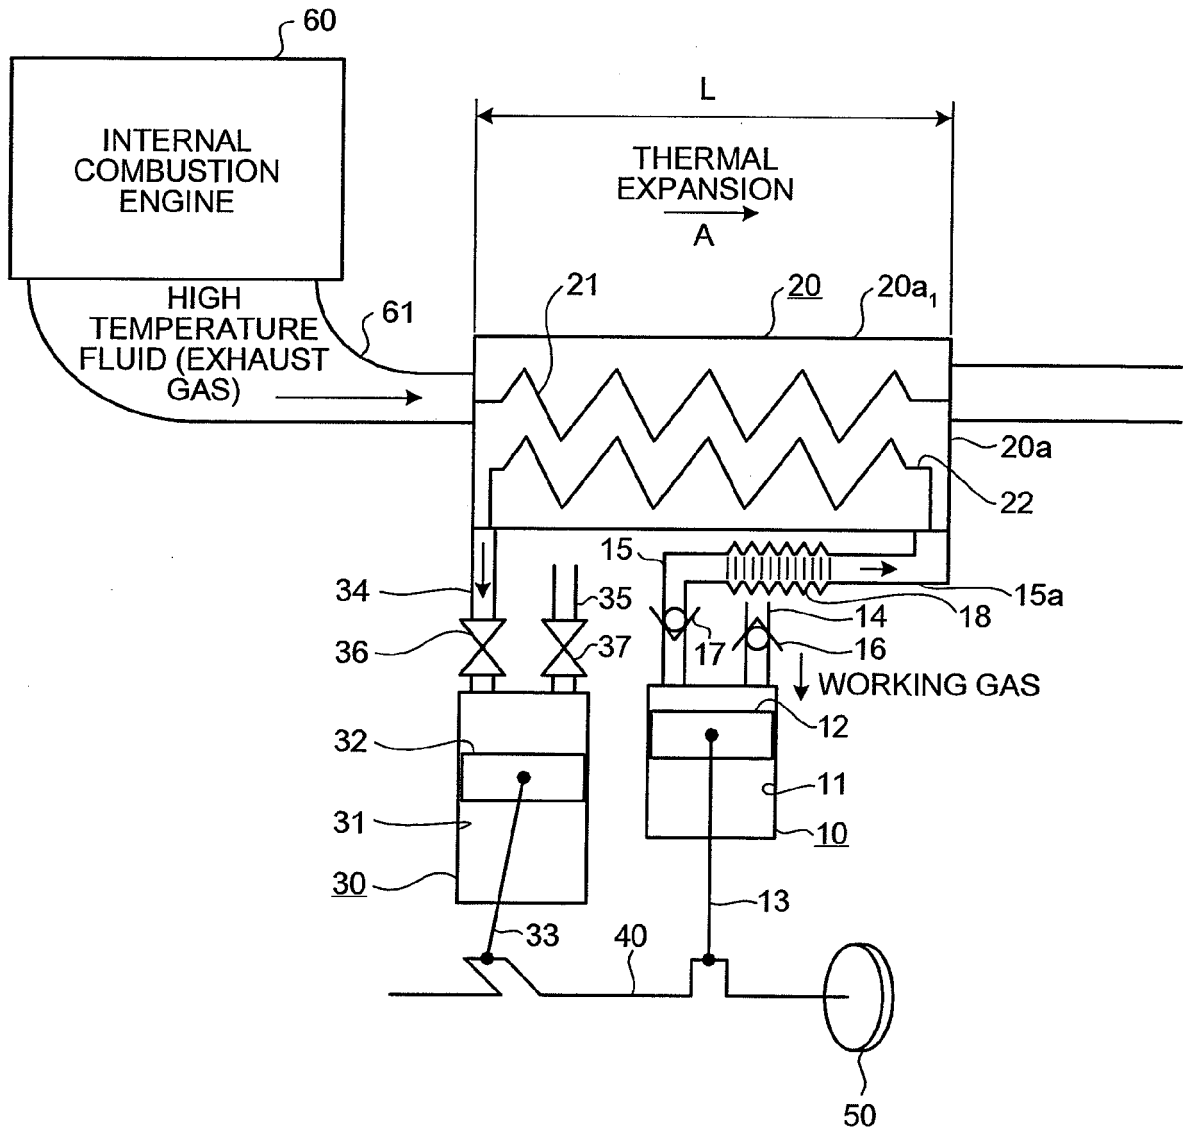 60
INTERNAL
COMBUSTION
ENGINE
L
THERMAL
EXPANSION
A
HIGH
TEMPERATURE
FLUID (EXHAUST
GAS)
61
21
20
20a1
20a
22
15
15a
18
34
35
14
36
37
17
16
WORKING GAS
32
12
31
11
30
10
13
33
40
50